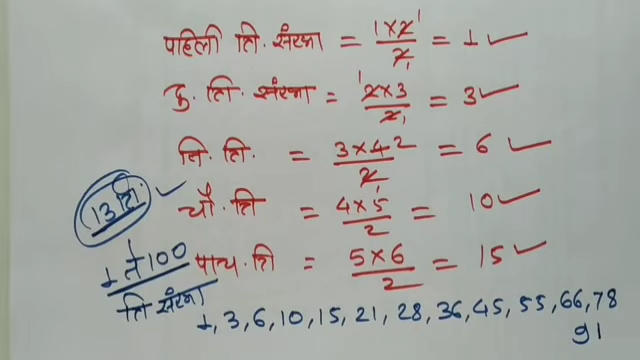 पहिली त्रि. संख्या = 1×2/2 = 1 ✓
दु. त्रि. संख्या = 2×3/2 = 3 ✓
ति. त्रि. = 3×4/2 = 6 ✓
चौ. त्रि = 4×5/2 = 10 ✓
पाच. त्रि = 5×6/2 = 15 ✓
13 त्रि. ✓
1 ते 100
त्रि संख्या
1, 3, 6, 10, 15, 21, 28, 36, 45, 55, 66, 78
91